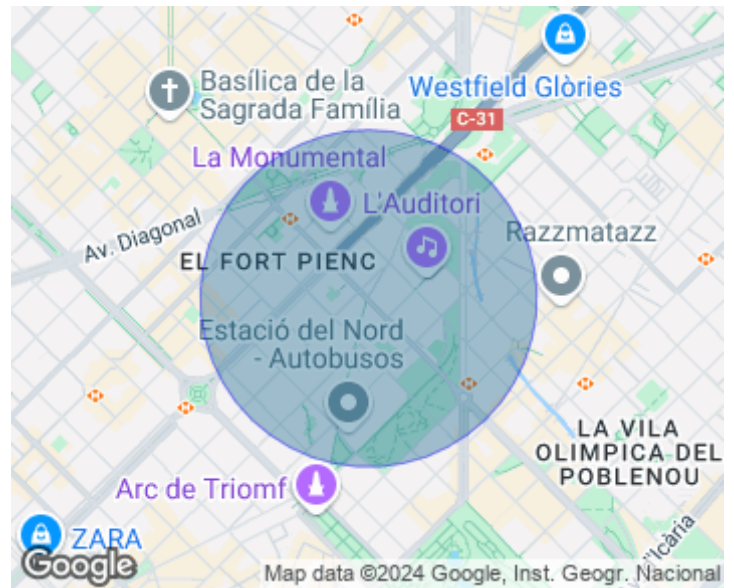 Basílica de la
Sagrada Família
Westfield Glòries
C-31
La Monumental
L'Auditori
Av. Diagonal
Razzmatazz
EL FORT PIENC
Estació del Nord
- Autobusos
LA VILA
OLIMPICA DEL
POBLENOU
Arc de Triomf
ZARA
l'Icària
Google
Map data ©2024 Google, Inst. Geogr. Nacional